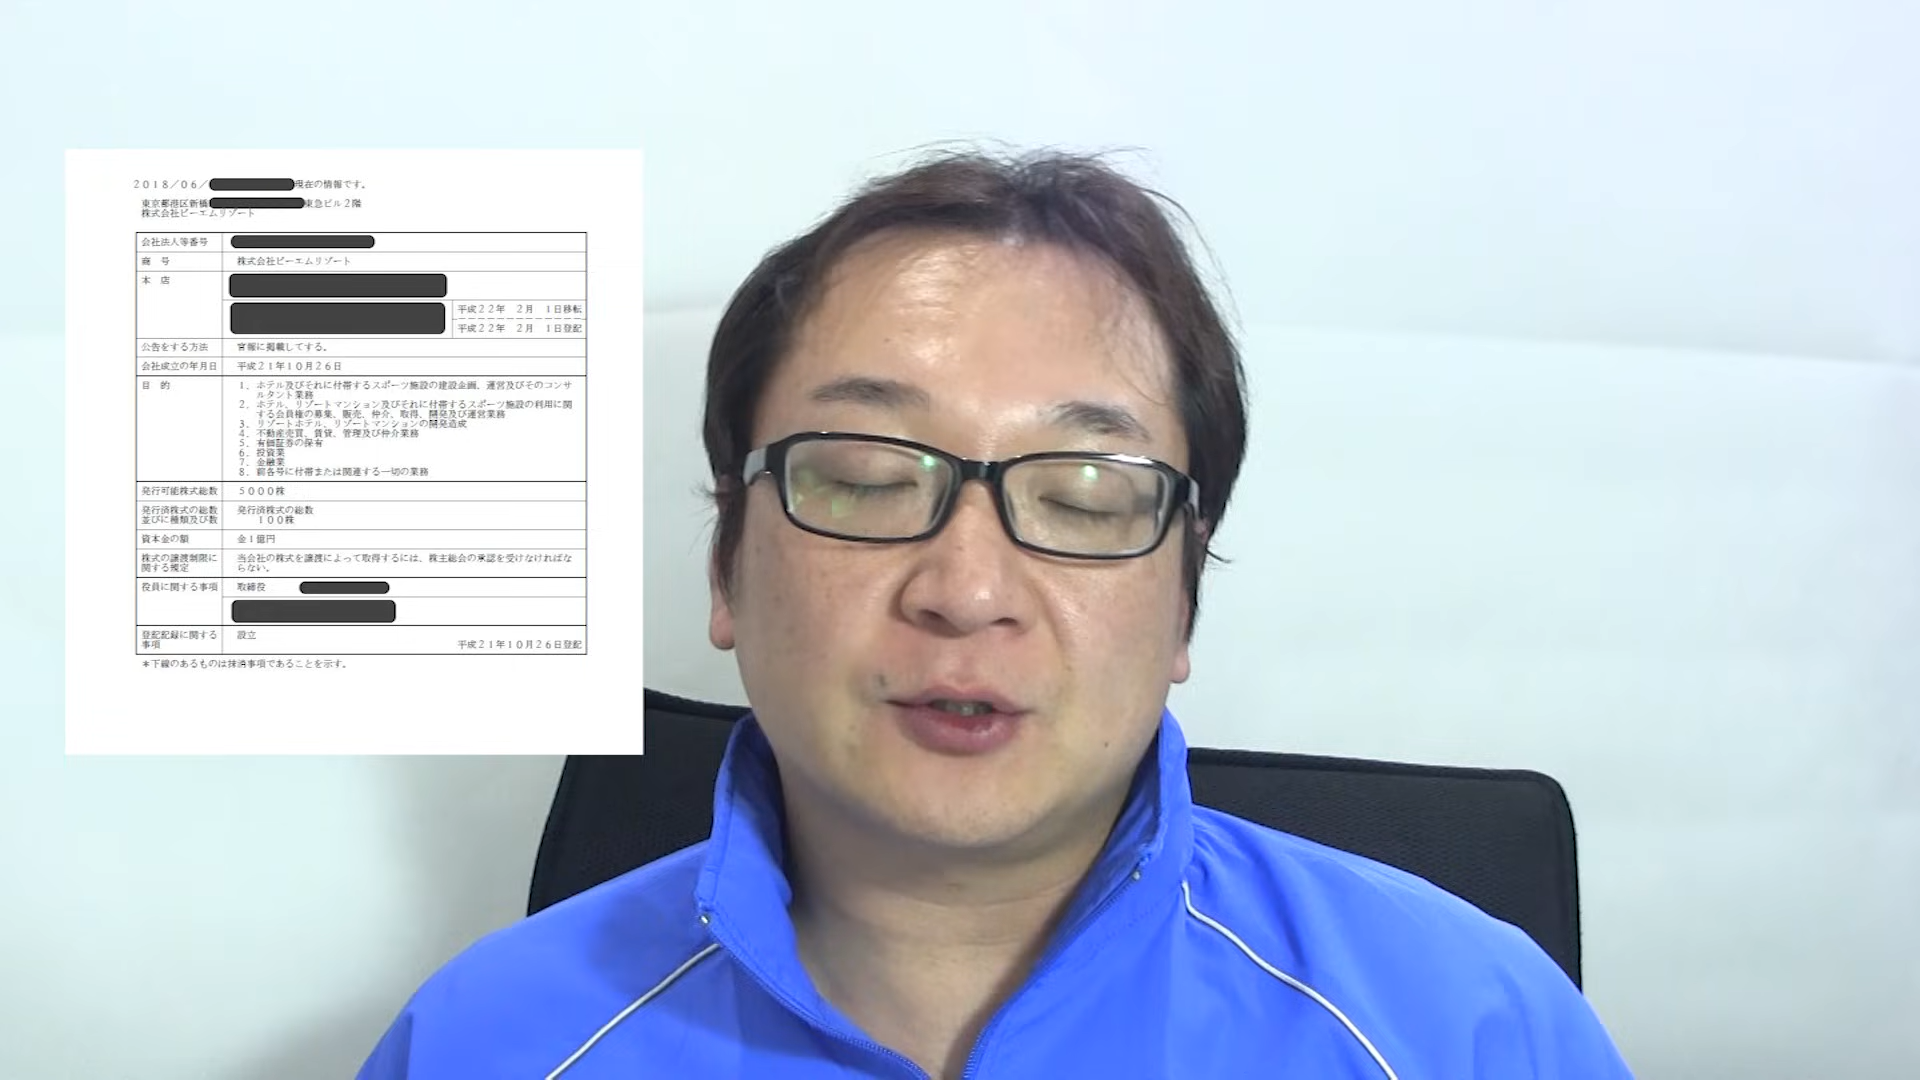 2018/06/ 現在の情報です。
東京都港区新橋 東急ビル2階
株式会社ピーエムリゾート
会社法人等番号
商 号 株式会社ピーエムリゾート
本 店
平成22年 2月 1日移転
平成22年 2月 1日登記
公告をする方法 官報に掲載してする。
会社成立の年月日 平成21年10月26日
目 的 1.ホテル及びそれに付帯するスポーツ施設の建設企画、運営及びそのコンサ
ルタント業務
2.ホテル、リゾートマンション及びそれに付帯するスポーツ施設の利用に関
する会員権の募集、販売、仲介、取得、開発及び運営業務
3.リゾートホテル、リゾートマンションの開発造成
4.不動産売買、賃貸、管理及び仲介業務
5.有価証券の保有
6.投資業
7.金融業
8.前各号に付帯または関連する一切の業務
発行可能株式総数 5000株
発行済株式の総数 発行済株式の総数
並びに種類及び数 100株
資本金の額 金1億円
株式の譲渡制限に 当会社の株式を譲渡によって取得するには、株主総会の承認を受けなければな
関する規定 らない。
役員に関する事項 取締役
登記記録に関する 設立
事項 平成21年10月26日登記
*下線のあるものは抹消事項であることを示す。